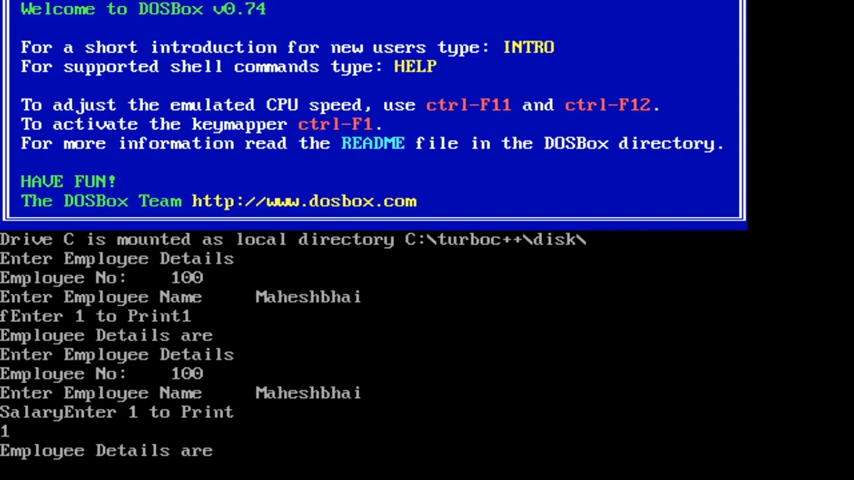 Welcome to DOSBox v0.74
For a short introduction for new users type: INTRO
For supported shell commands type: HELP
To adjust the emulated CPU speed, use ctrl-F11 and ctrl-F12.
To activate the keymapper ctrl-F1.
For more information read the README file in the DOSBox directory.
HAVE FUN!
The DOSBox Team http://www.dosbox.com
Drive C is mounted as local directory C:\turboc++\disk\
Enter Employee Details
Employee No:    100
Enter Employee Name     Maheshbhai
fEnter 1 to Print1
Employee Details are
Enter Employee Details
Employee No:    100
Enter Employee Name     Maheshbhai
SalaryEnter 1 to Print
1
Employee Details are